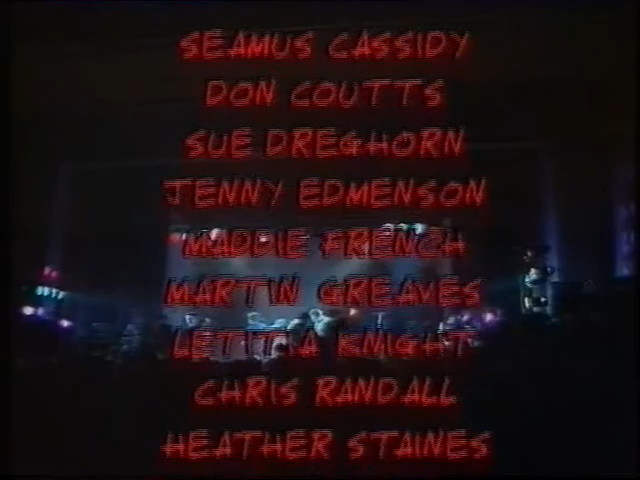 SEAMUS CASSIDY
DON COUTTS
SUE DREGHORN
JENNY EDMENSON
MADDIE FRENCH
MARTIN GREAVES
LETITIA KNIGHT
CHRIS RANDALL
HEATHER STAINES